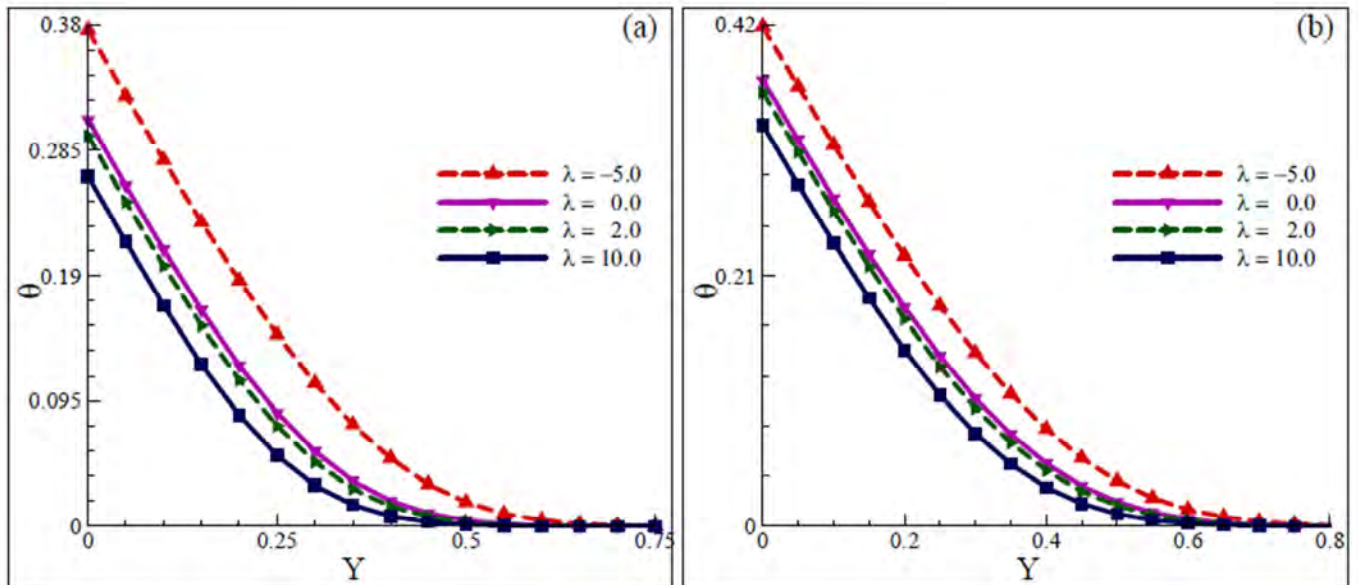 (a)
0.38
0.285
0.19
0.095
0
θ
λ = −5.0
λ = 0.0
λ = 2.0
λ = 10.0
0 0.25 0.5 0.75
Y
(b)
0.42
0.21
0
θ
λ = −5.0
λ = 0.0
λ = 2.0
λ = 10.0
0 0.2 0.4 0.6 0.8
Y